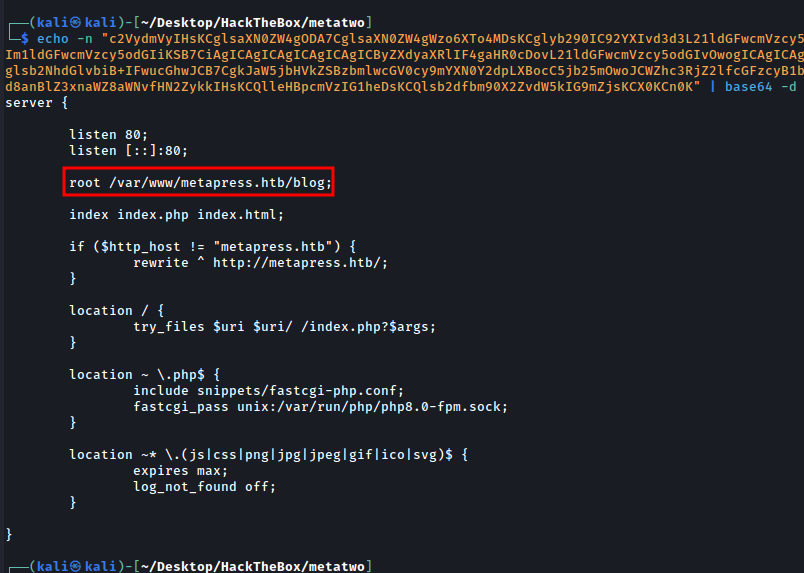 ┌──(kali㉿kali)-[~/Desktop/HackTheBox/metatwo]
└─$ echo -n "c2VydmVyIHsKCglsaXN0ZW4gODA7CglsaXN0ZW4gWzo6XTo4MDsKCglyb290IC92YXIvd3d3L21ldGFwcmVzcy5
Im1ldGFwcmVzcy5odGIiKSB7CiAgICAgICAgICAgICAgICByZXdyaXRlIF4gaHR0cDovL21ldGFwcmVzcy5odGIvOwogICAgICAg
glsb2NhdGlvbiB+IFwucGhwJCB7CgkJaW5jbHVkZSBzbmlwcGV0cy9mYXN0Y2dpLXBocC5jb25mOwoJCWZhc3RjZ2lfcGFzcyB1b
d8anBlZ3xnaWZ8aWNvfHN2ZykkIHsKCQlleHBpcmVzIG1heDsKCQlsb2dfbm90X2ZvdW5kIG9mZjsKCX0KCn0K" | base64 -d
server {
listen 80;
listen [::]:80;
root /var/www/metapress.htb/blog;
index index.php index.html;
if ($http_host != "metapress.htb") {
rewrite ^ http://metapress.htb/;
}
location / {
try_files $uri $uri/ /index.php?$args;
}
location ~ \.php$ {
include snippets/fastcgi-php.conf;
fastcgi_pass unix:/var/run/php/php8.0-fpm.sock;
}
location ~* \.(js|css|png|jpg|jpeg|gif|ico|svg)$ {
expires max;
log_not_found off;
}
}
┌──(kali㉿kali)-[~/Desktop/HackTheBox/metatwo]